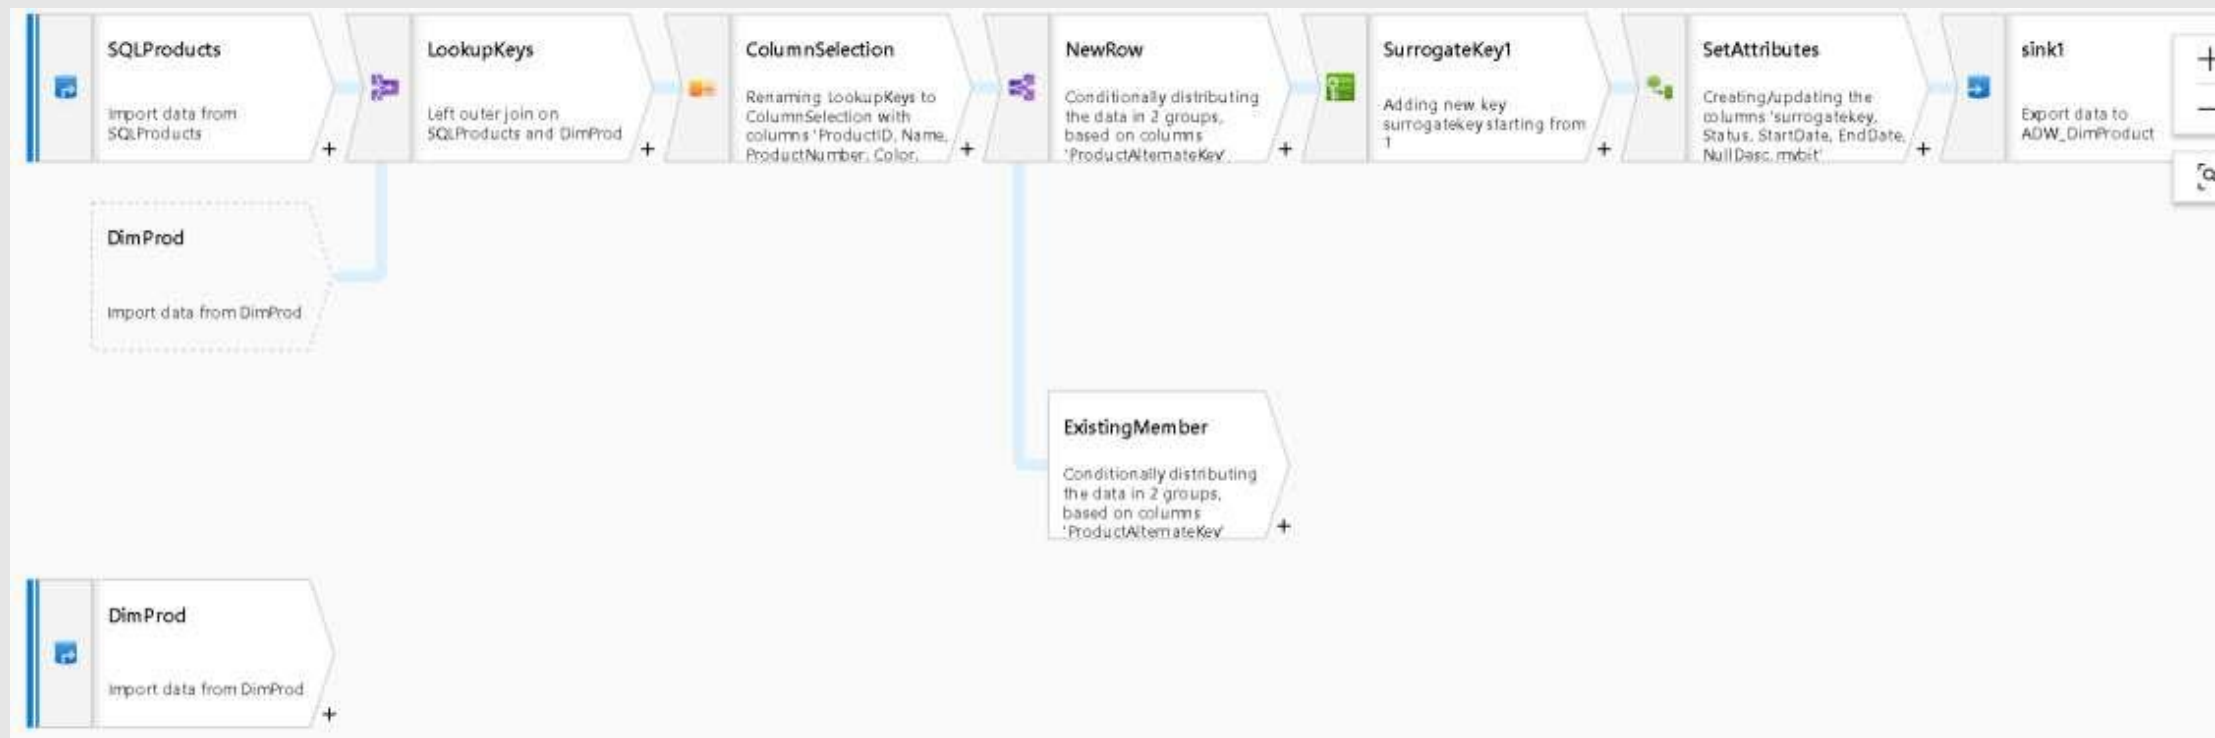 SQLProducts
Import data from
SQLProducts
+
LookupKeys
Left outer join on
SQLProducts and DimProd
+
ColumnSelection
Renaming LookupKeys to
ColumnSelection with
columns 'ProductID, Name,
ProductNumber, Color,
+
NewRow
Conditionally distributing
the data in 2 groups,
based on columns
'ProductAlternateKey'
+
SurrogateKey1
Adding new key
surrogatekey starting from
1
+
SetAttributes
Creating/updating the
columns 'surrogatekey,
Status, StartDate, EndDate,
NullDesc, mybit'
+
sink1
Export data to
ADW_DimProduct
DimProd
Import data from DimProd
ExistingMember
Conditionally distributing
the data in 2 groups,
based on columns
'ProductAlternateKey'
+
DimProd
Import data from DimProd
+